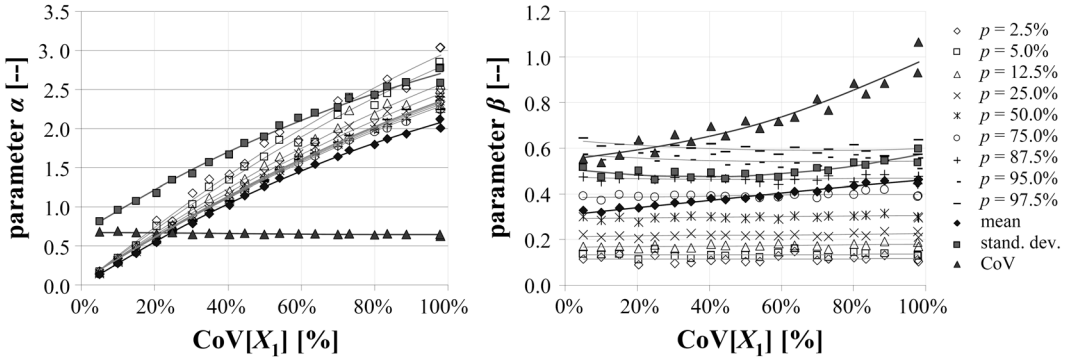 parameter α [--]
3.5
3.0
2.5
2.0
1.5
1.0
0.5
0.0
0% 20% 40% 60% 80% 100%
CoV[X1] [%]
parameter β [--]
1.2
1.0
0.8
0.6
0.4
0.2
0.0
0% 20% 40% 60% 80% 100%
CoV[X1] [%]
p = 2.5%
p = 5.0%
p = 12.5%
p = 25.0%
p = 50.0%
p = 75.0%
p = 87.5%
p = 95.0%
p = 97.5%
mean
stand. dev.
CoV